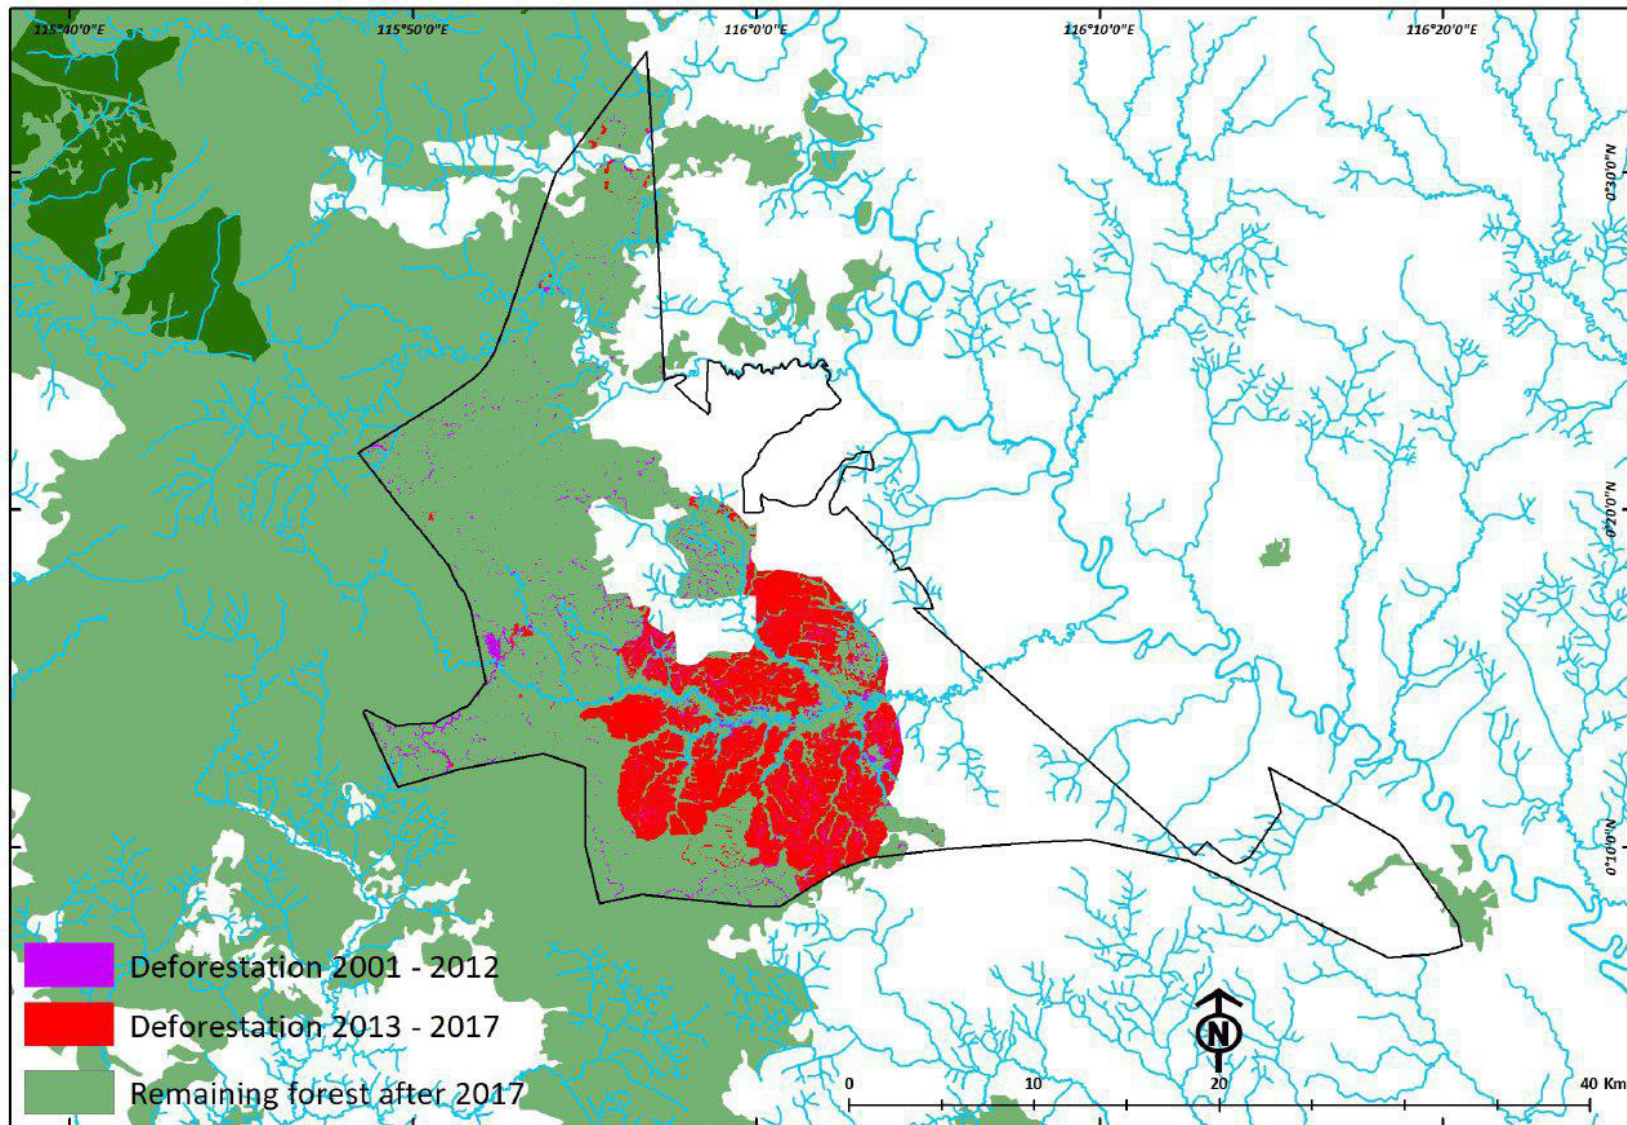 115°40'0"E 115°50'0"E 116°0'0"E 116°10'0"E 116°20'0"E
0°30'0"N
0°20'0"N
0°10'0"N
Deforestation 2001 - 2012
Deforestation 2013 - 2017
Remaining forest after 2017
N
0 10 20 40 Km